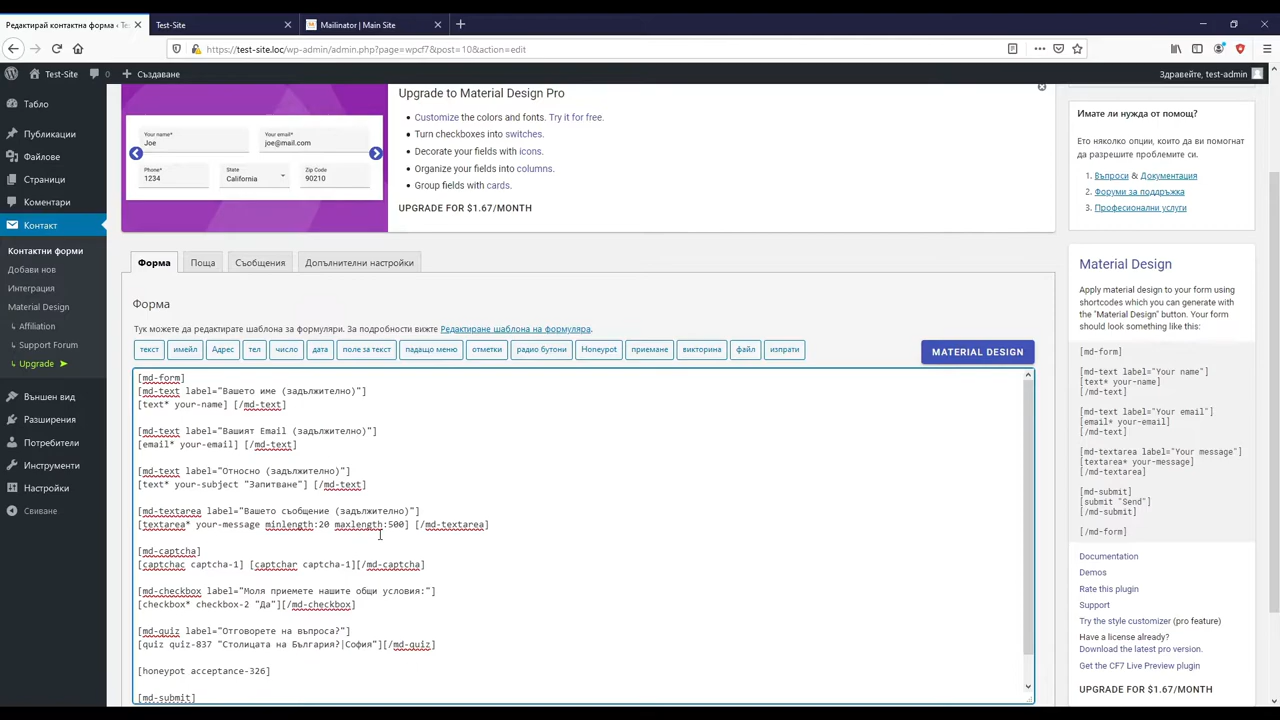 Редактирай контактна форма ‹ Te
Test-Site
Mailinator | Main Site
https://test-site.loc/wp-admin/admin.php?page=wpcf7&post=10&action=edit
Test-Site
0
Създаване
Здравейте, test-admin
Табло
Публикации
Файлове
Страници
Коментари
Контакт
Контактни форми
Добави нов
Интеграция
Material Design
↳ Affiliation
↳ Support Forum
↳ Upgrade ➤
Външен вид
Разширения
Потребители
Инструменти
Настройки
Свиване
Your name*
Joe
Your email*
joe@mail.com
Phone*
1234
State
California
Zip Code
90210
Upgrade to Material Design Pro
Customize the colors and fonts. Try it for free.
Turn checkboxes into switches.
Decorate your fields with icons.
Organize your fields into columns.
Group fields with cards.
UPGRADE FOR $1.67/MONTH
Форма
Поща
Съобщения
Допълнителни настройки
Форма
Тук можете да редактирате шаблона за формуляри. За подробности вижте Редактиране шаблона на формуляра.
текст
имейл
Адрес
тел
число
дата
поле за текст
падащо меню
отметки
радио бутони
Honeypot
приемане
викторина
файл
изпрати
MATERIAL DESIGN
[md-form]
[md-text label="Вашето име (задължително)"]
[text* your-name] [/md-text]
[md-text label="Вашият Email (задължително)"]
[email* your-email] [/md-text]
[md-text label="Относно (задължително)"]
[text* your-subject "Запитване"] [/md-text]
[md-textarea label="Вашето съобщение (задължително)"]
[textarea* your-message minlength:20 maxlength:500] [/md-textarea]
[md-captcha]
[captchac captcha-1] [captchar captcha-1][/md-captcha]
[md-checkbox label="Моля приемете нашите общи условия:"]
[checkbox* checkbox-2 "Да"][/md-checkbox]
[md-quiz label="Отговорете на въпроса?"]
[quiz quiz-837 "Столицата на България?|София"][/md-quiz]
[honeypot acceptance-326]
[md-submit]
Имате ли нужда от помощ?
Ето няколко опции, които да ви помогнат
да разрешите проблемите си.
1. Въпроси & Документация
2. Форуми за поддръжка
3. Професионални услуги
Material Design
Apply material design to your form using
shortcodes which you can generate with
the "Material Design" button. Your form
should look something like this:
[md-form]
[md-text label="Your name"]
[text* your-name]
[/md-text]
[md-text label="Your email"]
[email* your-email]
[/md-text]
[md-textarea label="Your message"]
[textarea* your-message]
[/md-textarea]
[md-submit]
[submit "Send"]
[/md-submit]
[/md-form]
Documentation
Demos
Rate this plugin
Support
Try the style customizer (pro feature)
Have a license already?
Download the latest pro version.
Get the CF7 Live Preview plugin
UPGRADE FOR $1.67/MONTH